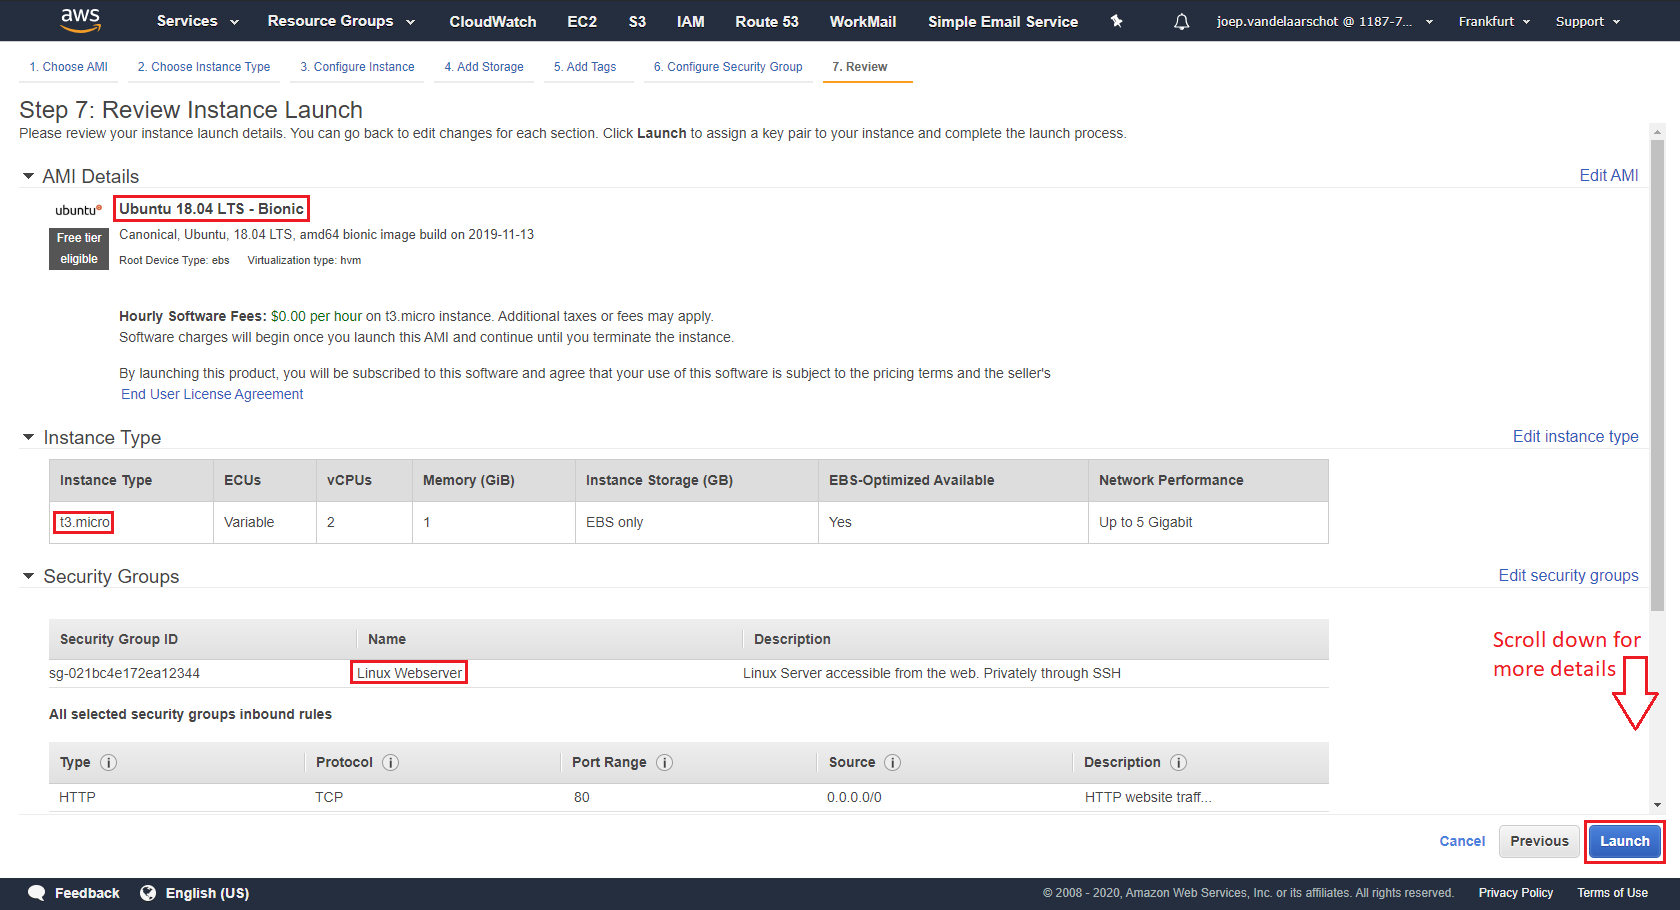 aws Services Resource Groups CloudWatch EC2 S3 IAM Route 53 WorkMail Simple Email Service joep.vandelaarschot @ 1187-7... Frankfurt Support
1. Choose AMI 2. Choose Instance Type 3. Configure Instance 4. Add Storage 5. Add Tags 6. Configure Security Group 7. Review
Step 7: Review Instance Launch
Please review your instance launch details. You can go back to edit changes for each section. Click Launch to assign a key pair to your instance and complete the launch process.
AMI Details Edit AMI
ubuntu Ubuntu 18.04 LTS - Bionic
Free tier eligible
Canonical, Ubuntu, 18.04 LTS, amd64 bionic image build on 2019-11-13
Root Device Type: ebs Virtualization type: hvm
Hourly Software Fees: $0.00 per hour on t3.micro instance. Additional taxes or fees may apply.
Software charges will begin once you launch this AMI and continue until you terminate the instance.
By launching this product, you will be subscribed to this software and agree that your use of this software is subject to the pricing terms and the seller's
End User License Agreement
Instance Type Edit instance type
Instance Type ECUs vCPUs Memory (GiB) Instance Storage (GB) EBS-Optimized Available Network Performance
t3.micro Variable 2 1 EBS only Yes Up to 5 Gigabit
Security Groups Edit security groups
Security Group ID Name Description
sg-021bc4e172ea12344 Linux Webserver Linux Server accessible from the web. Privately through SSH
Scroll down for
more details
All selected security groups inbound rules
Type i Protocol i Port Range i Source i Description i
HTTP TCP 80 0.0.0.0/0 HTTP website traff...
Cancel Previous Launch
Feedback English (US) © 2008 - 2020, Amazon Web Services, Inc. or its affiliates. All rights reserved. Privacy Policy Terms of Use